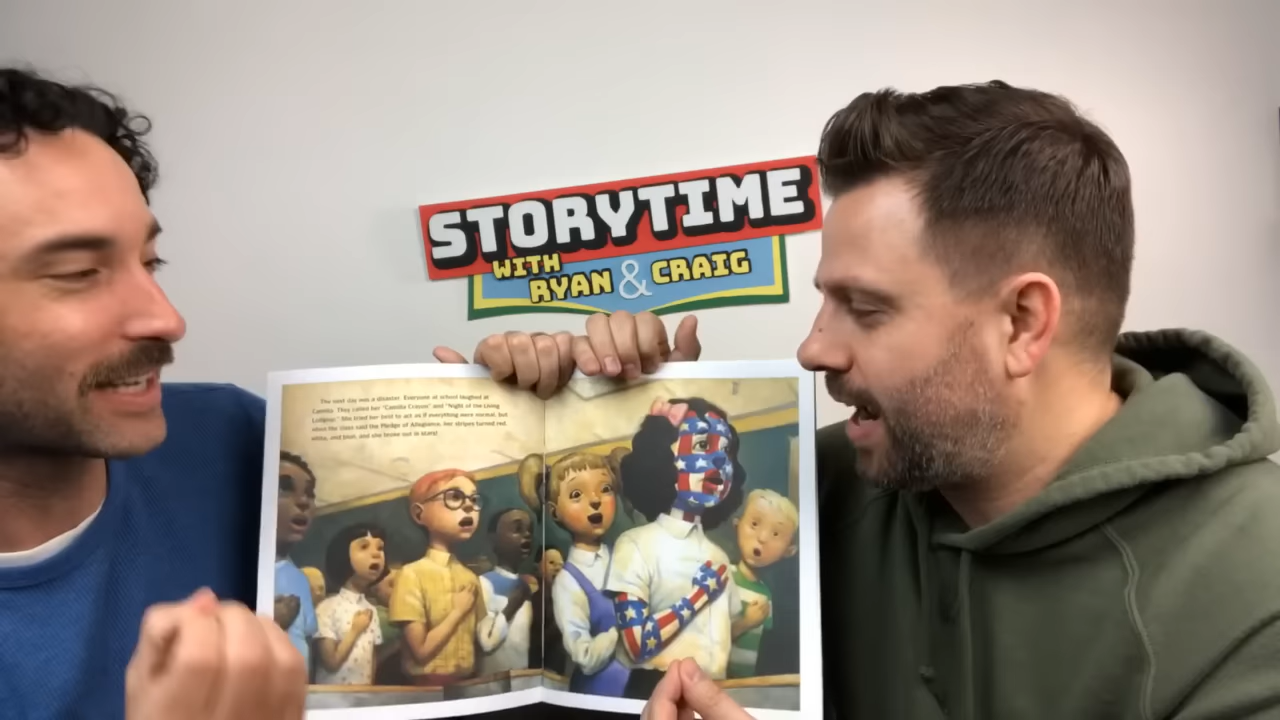 STORYTIME
WITH
RYAN & CRAIG
The next day was a disaster. Everyone at school laughed at
Camilla. They called her "Camilla Crayon" and "Night of the Living
Lollipop." She tried her best to act as if everything were normal, but
when the class said the Pledge of Allegiance, her stripes turned red,
white, and blue, and she broke out in stars!